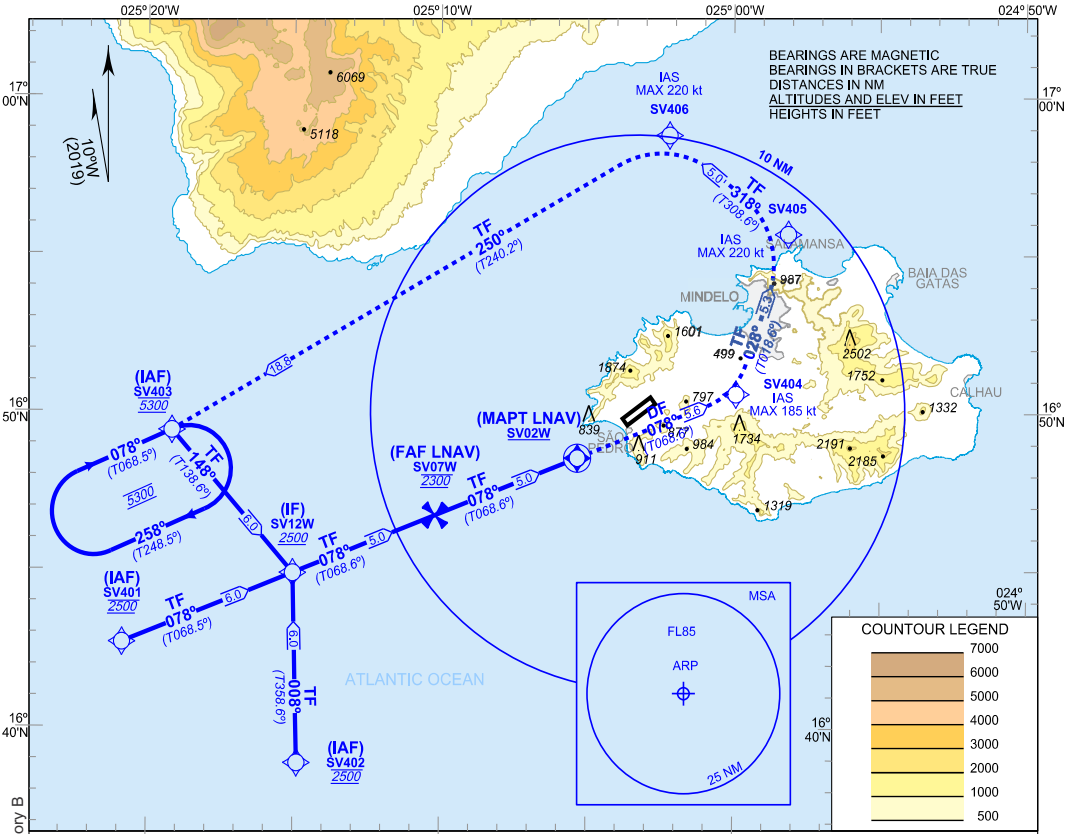 025º 20'W
025º 10'W
025º 00'W
024º 50'W
17º
00'N
17º
00'N
BEARINGS ARE MAGNETIC
BEARINGS IN BRACKETS ARE TRUE
DISTANCES IN NM
ALTITUDES AND ELEV IN FEET
HEIGHTS IN FEET
10ºW
(2019)
6069
5118
IAS
MAX 220 kt
SV406
10 NM
5.0
TF
318º
(T308.6º)
SV405
IAS
MAX 220 kt
SALAMANSA
TF
250º
(T240.2º)
18.8
987
BAIA DAS
GATAS
MINDELO
5.3
TF
028º
(T018.6º)
1601
499
2502
1874
1752
CALHAU
797
SV404
IAS
MAX 185 kt
1332
DF
078º
(T068.6º)
5.6
839
SÃO
PEDRO
911
877
984
1734
2191
2185
1319
16º
50'N
16º
50'N
(IAF)
SV403
5300
078º
(T068.5º)
5300
258º
(T248.5º)
TF
148º
(T138.6º)
6.0
(MAPT LNAV)
SV02W
(FAF LNAV)
SV07W
2300
TF
078º
(T068.6º)
5.0
(IF)
SV12W
2500
TF
078º
(T068.6º)
5.0
(IAF)
SV401
2500
TF
078º
(T068.5º)
6.0
6.0
TF
008º
(T358.6º)
(IAF)
SV402
2500
ATLANTIC OCEAN
MSA
FL85
ARP
25 NM
024º
50'W
16º
40'N
16º
40'N
COUNTOUR LEGEND
7000
6000
5000
4000
3000
2000
1000
500
ory B